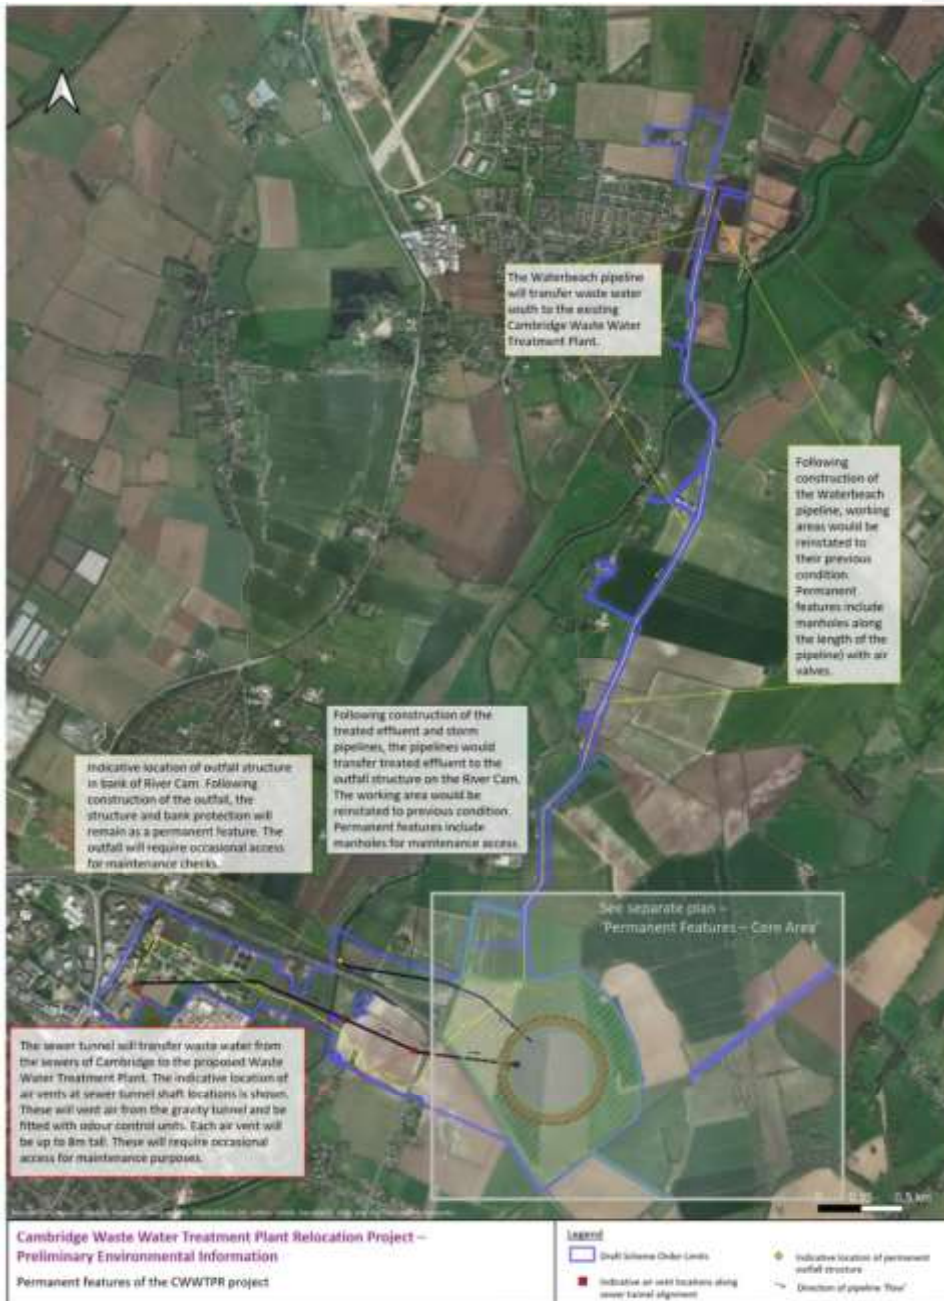 The Waterbeach pipeline
will transfer waste water
south to the existing
Cambridge Waste Water
Treatment Plant.
Following
construction of
the Waterbeach
pipeline, working
areas would be
reinstated to
their previous
condition.
Permanent
features include
manholes along
the length of the
pipeline) with air
valves.
Following construction of the
treated effluent and storm
pipelines, the pipelines would
transfer treated effluent to the
outfall structure on the River Cam.
The working area would be
reinstated to previous condition.
Permanent features include
manholes for maintenance access.
Indicative location of outfall structure
in bank of River Cam. Following
construction of the outfall, the
structure and bank protection will
remain as a permanent feature. The
outfall will require occasional access
for maintenance checks.
See separate plan –
'Permanent Features – Core Area'
The sewer tunnel will transfer waste water from
the sewers of Cambridge to the proposed Waste
Water Treatment Plant. The indicative location of
air vents at sewer tunnel shaft locations is shown.
These will vent air from the gravity tunnel and be
fitted with odour control units. Each air vent will
be up to 8m tall. These will require occasional
access for maintenance purposes.
0.5 km
Cambridge Waste Water Treatment Plant Relocation Project –
Preliminary Environmental Information
Permanent features of the CWWTPR project
Legend
Draft Scheme Order Limits
Indicative air vent locations along
sewer tunnel alignment
Indicative location of permanent
outfall structure
Direction of pipeline 'flow'